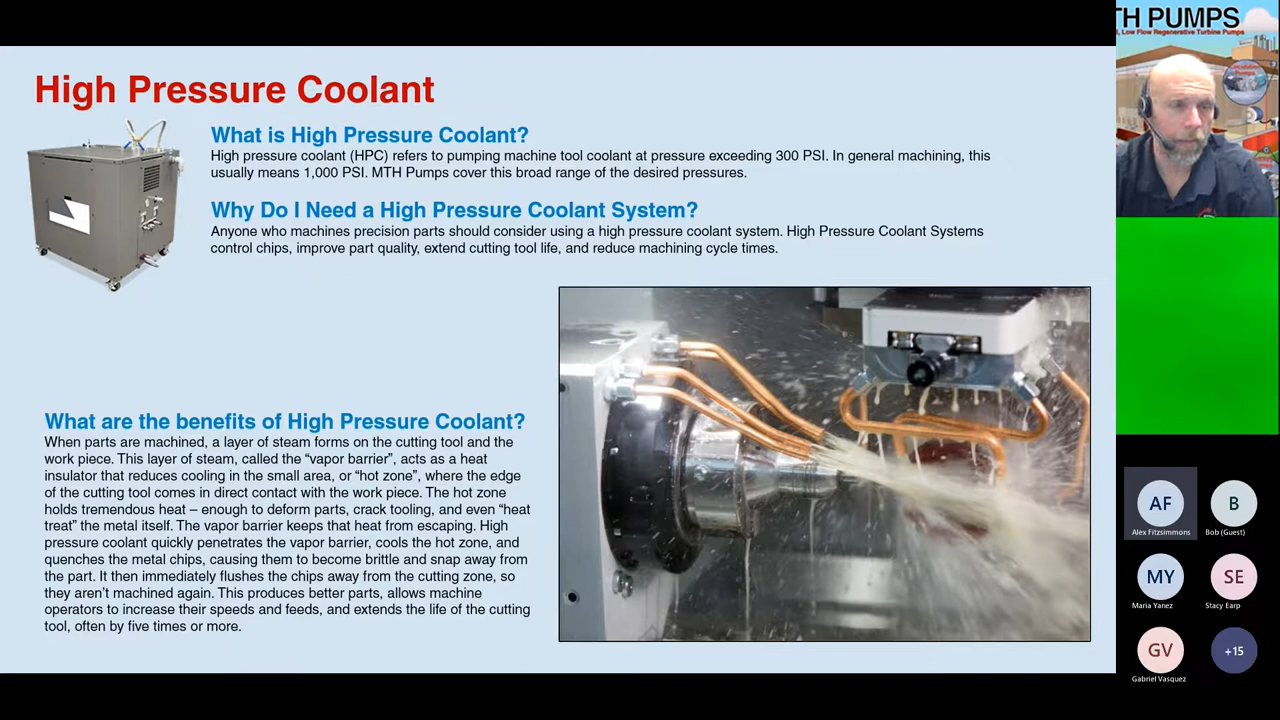 High Pressure Coolant
What is High Pressure Coolant?
High pressure coolant (HPC) refers to pumping machine tool coolant at pressure exceeding 300 PSI. In general machining, this
usually means 1,000 PSI. MTH Pumps cover this broad range of the desired pressures.
Why Do I Need a High Pressure Coolant System?
Anyone who machines precision parts should consider using a high pressure coolant system. High Pressure Coolant Systems
control chips, improve part quality, extend cutting tool life, and reduce machining cycle times.
What are the benefits of High Pressure Coolant?
When parts are machined, a layer of steam forms on the cutting tool and the
work piece. This layer of steam, called the “vapor barrier”, acts as a heat
insulator that reduces cooling in the small area, or “hot zone”, where the edge
of the cutting tool comes in direct contact with the work piece. The hot zone
holds tremendous heat – enough to deform parts, crack tooling, and even “heat
treat” the metal itself. The vapor barrier keeps that heat from escaping. High
pressure coolant quickly penetrates the vapor barrier, cools the hot zone, and
quenches the metal chips, causing them to become brittle and snap away from
the part. It then immediately flushes the chips away from the cutting zone, so
they aren’t machined again. This produces better parts, allows machine
operators to increase their speeds and feeds, and extends the life of the cutting
tool, often by five times or more.
TH PUMPS
, Low Flow Regenerative Turbine Pumps
AF
Alex Fitzsimmons
B
Bob (Guest)
MY
Maria Yanez
SE
Stacy Earp
GV
Gabriel Vasquez
+15